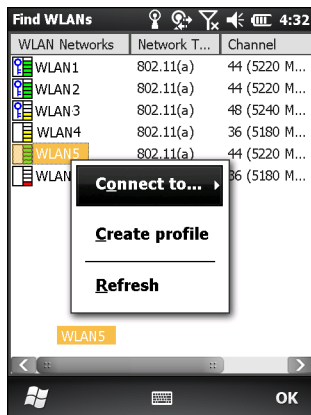 Find WLANs 4:32
WLAN Networks Network T... Channel
WLAN1 802.11(a) 44 (5220 M...
WLAN2 802.11(a) 44 (5220 M...
WLAN3 802.11(a) 48 (5240 M...
WLAN4 802.11(a) 36 (5180 M...
WLAN5 802.11(a) 44 (5220 M...
WLAN 36 (5180 M...
Connect to...
Create profile
Refresh
WLAN5
OK